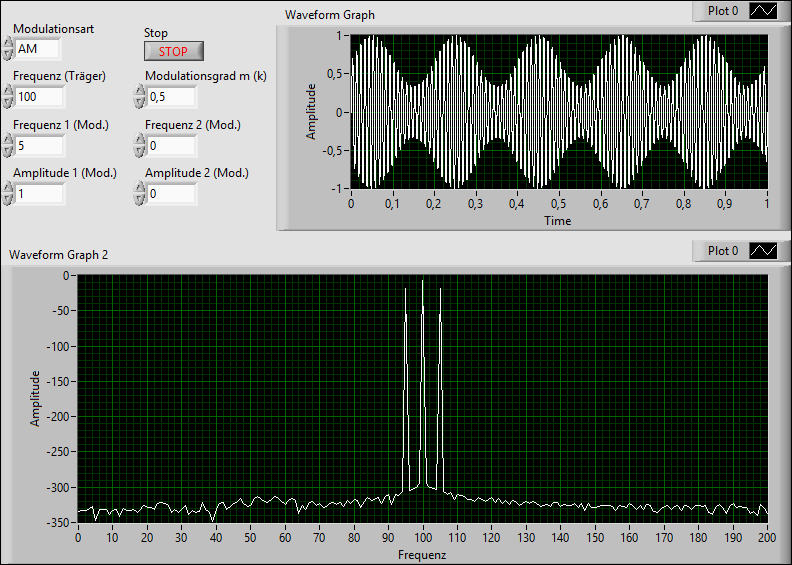 Modulationsart
AM
Stop
STOP
Frequenz (Träger)
100
Modulationsgrad m (k)
0,5
Frequenz 1 (Mod.)
5
Frequenz 2 (Mod.)
0
Amplitude 1 (Mod.)
1
Amplitude 2 (Mod.)
0
Waveform Graph
Plot 0
Amplitude
1
0,5
0
-0,5
-1
0 0,1 0,2 0,3 0,4 0,5 0,6 0,7 0,8 0,9 1
Time
Waveform Graph 2
Plot 0
Amplitude
0
-50
-100
-150
-200
-250
-300
-350
0 10 20 30 40 50 60 70 80 90 100 110 120 130 140 150 160 170 180 190 200
Frequenz